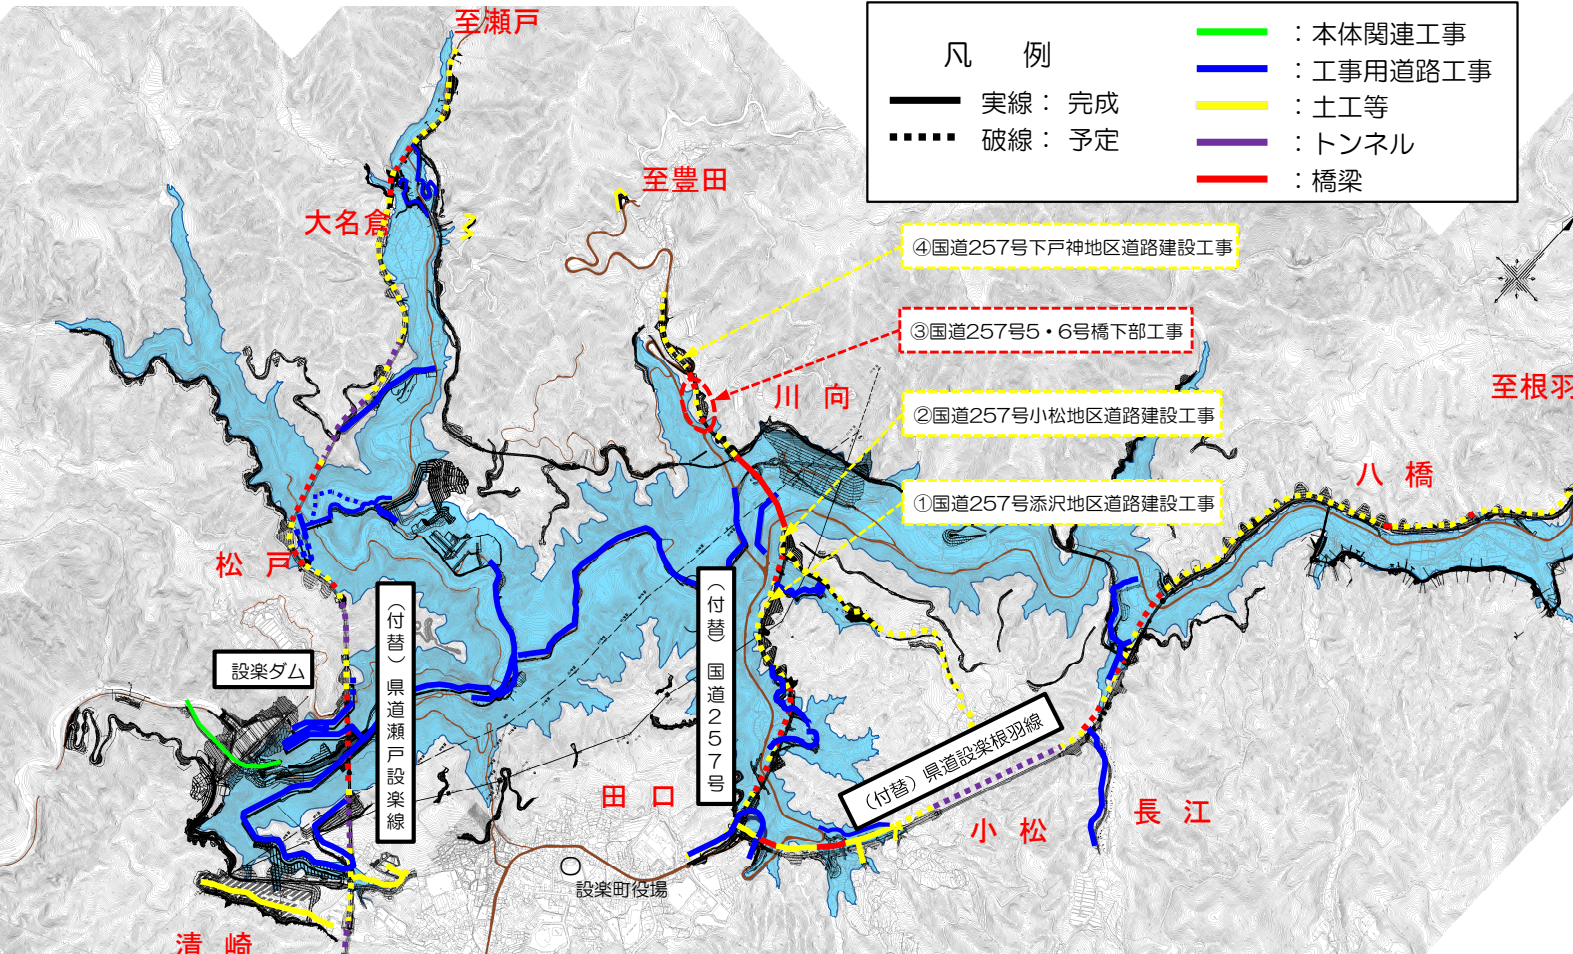 至瀬戸
凡 例
実線： 完成
破線： 予定
：本体関連工事
：工事用道路工事
：土工等
：トンネル
：橋梁
至豊田
大名倉
④国道257号下戸神地区道路建設工事
③国道257号5・6号橋下部工事
川 向
②国道257号小松地区道路建設工事
至根羽
八 橋
①国道257号添沢地区道路建設工事
松 戸
（付替）県道瀬戸設楽線
（付替） 国道257号
設楽ダム
（付替）県道設楽根羽線
田 口
小 松
長 江
設楽町役場
清 崎